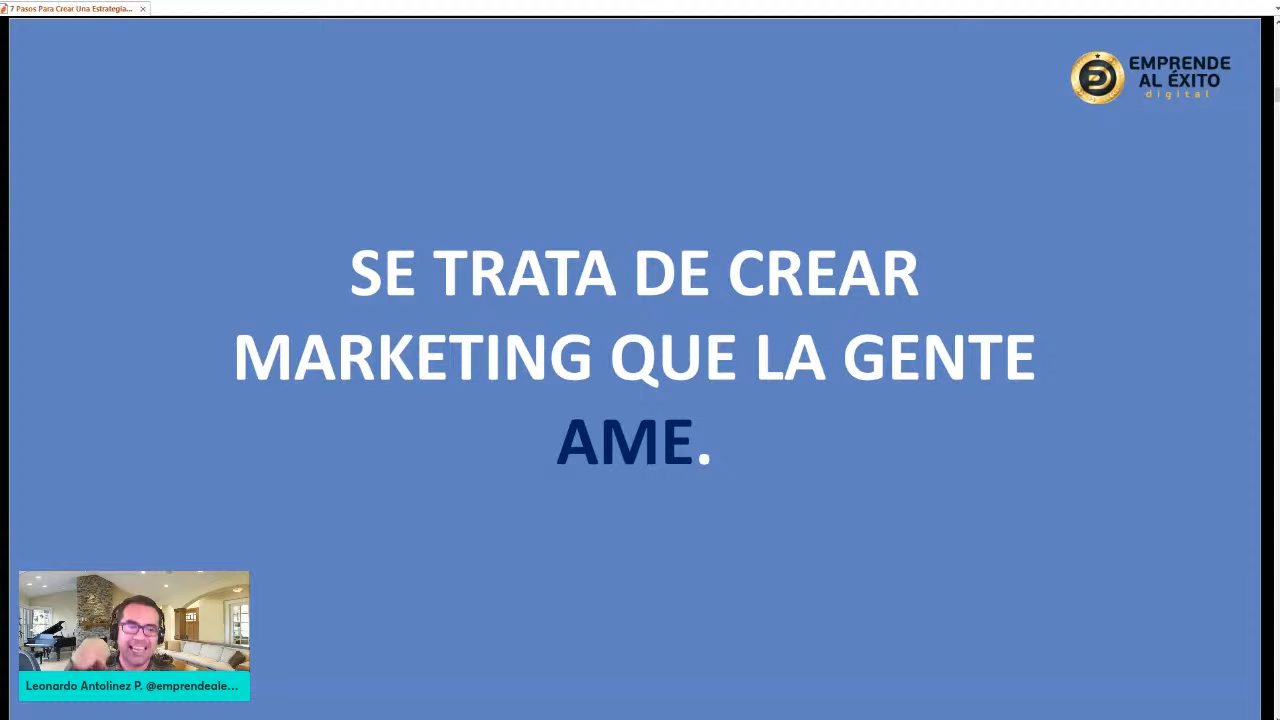 7 Pasos Para Crear Una Estrategia...
EMPRENDE
AL ÉXITO
digital
SE TRATA DE CREAR
MARKETING QUE LA GENTE
AME.
Leonardo Antolinez P. @emprendeale...